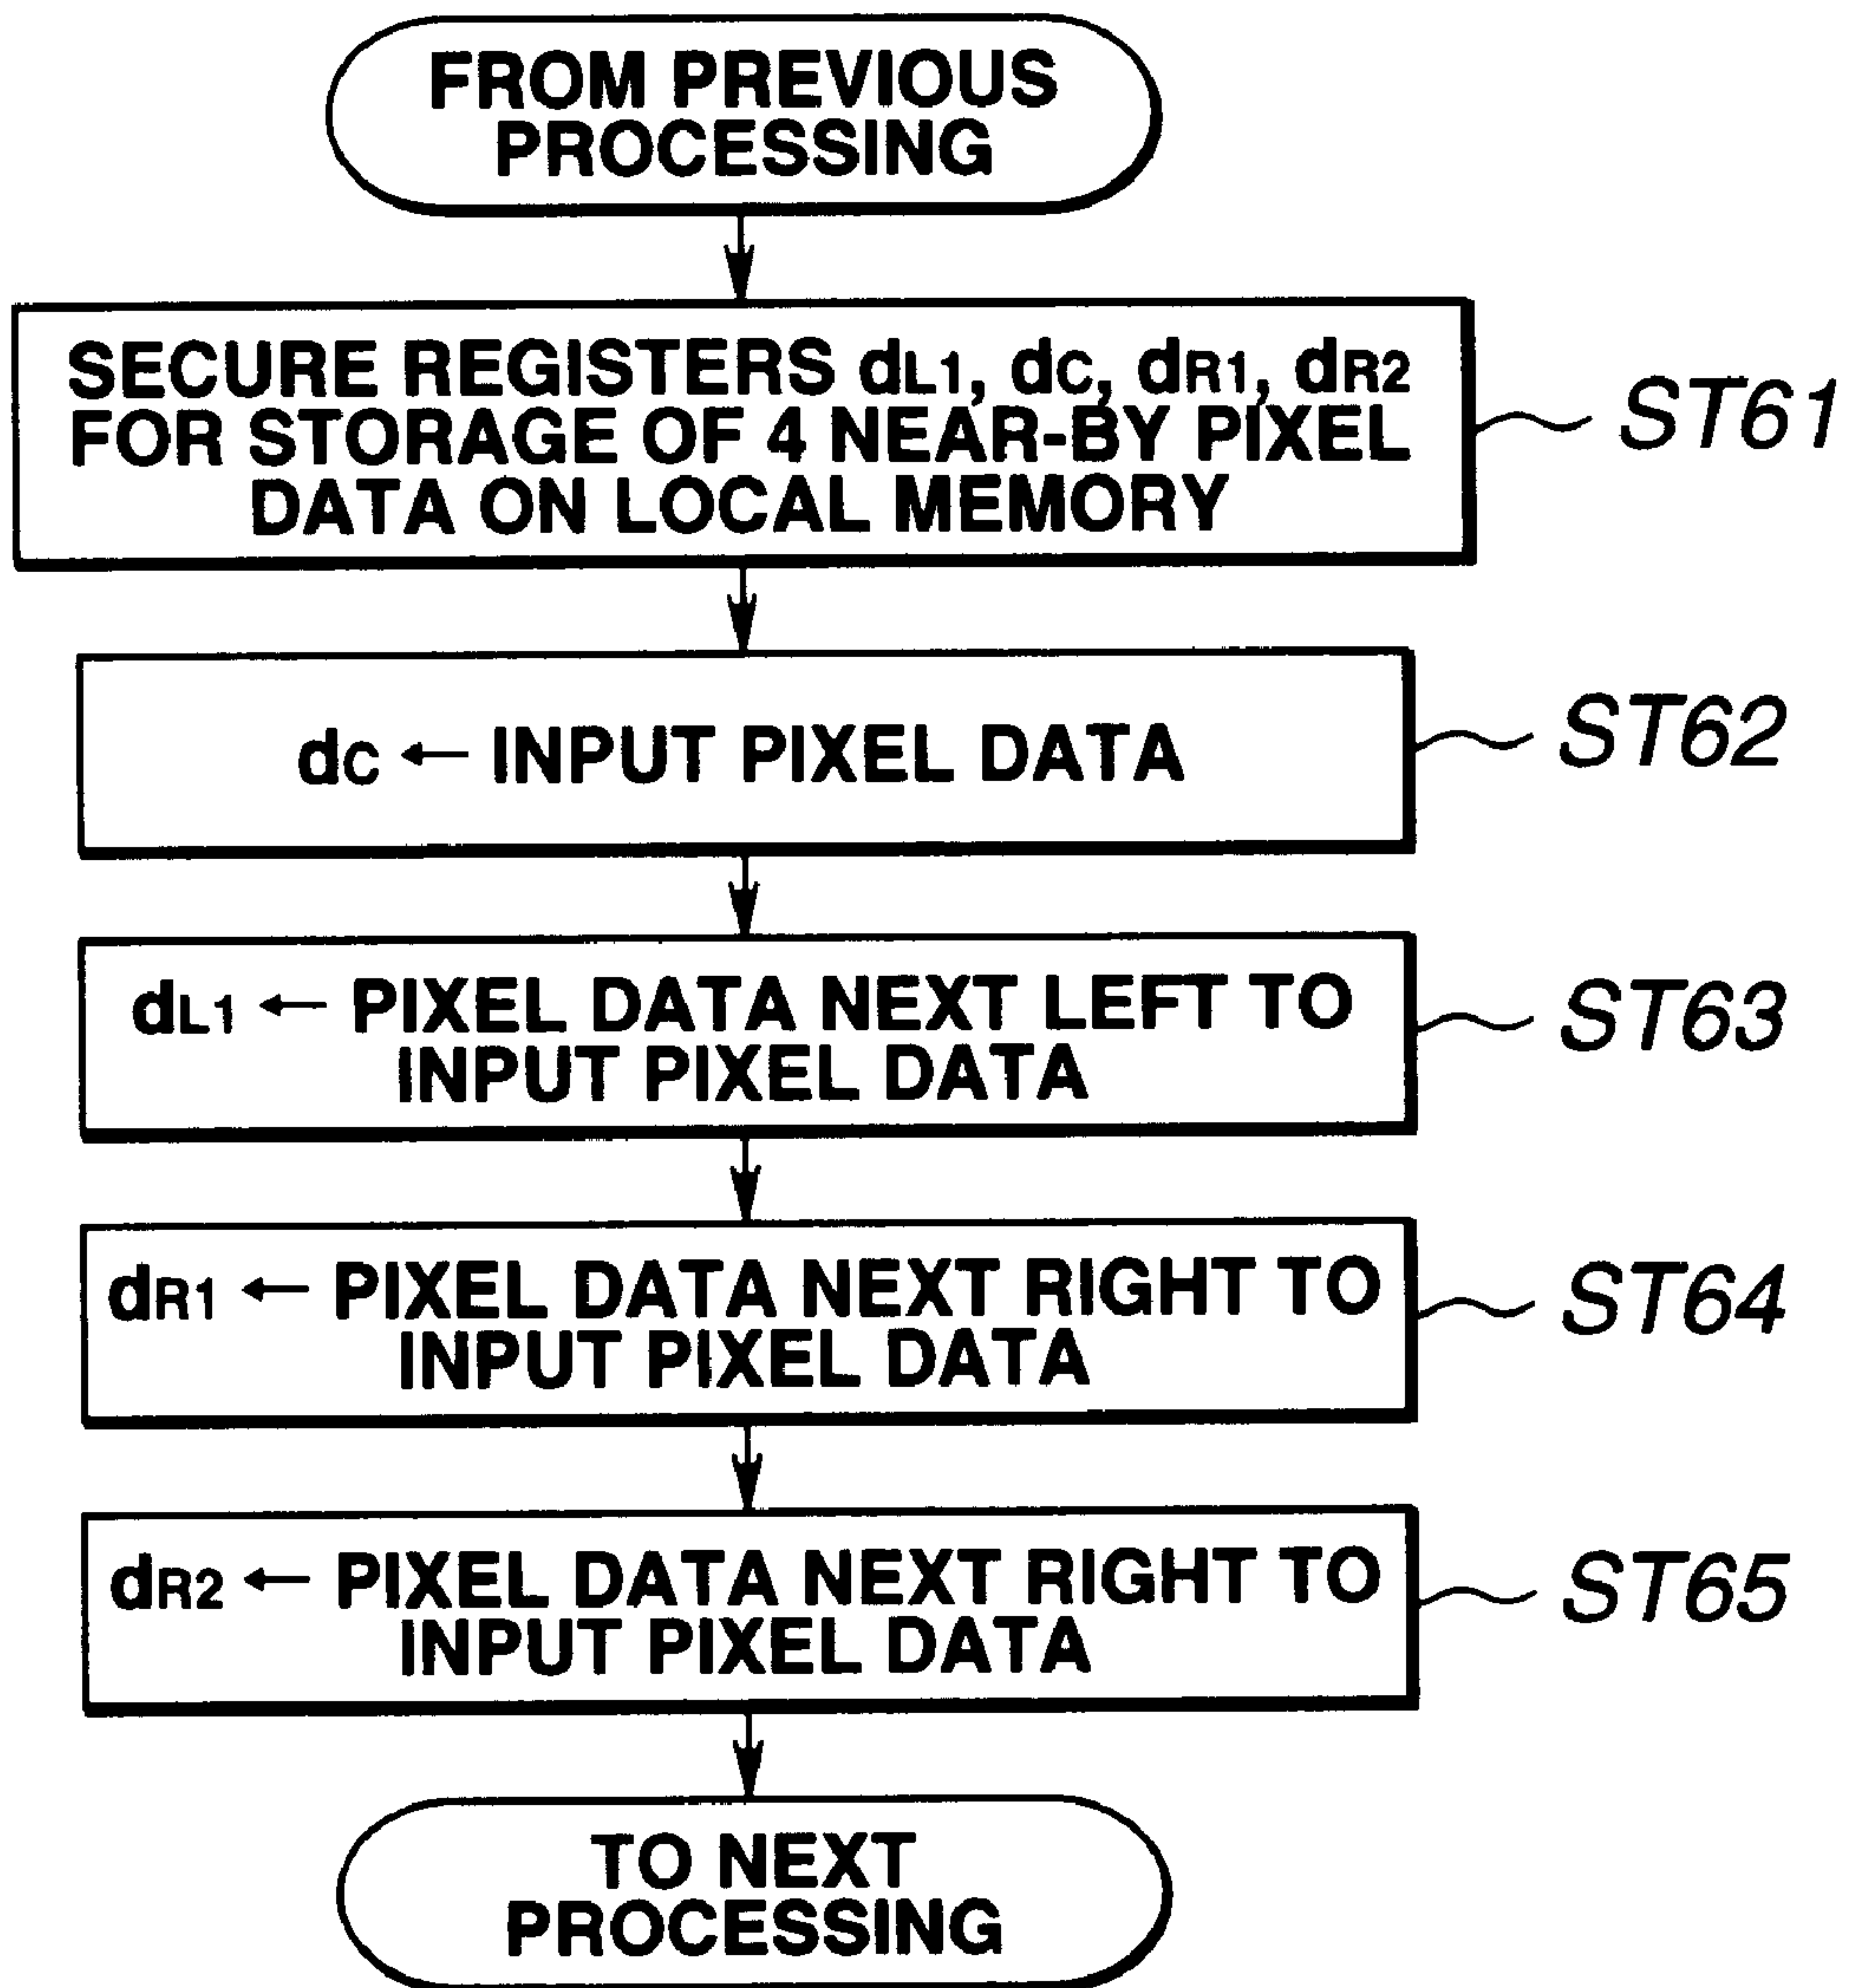 FROM PREVIOUS
PROCESSING
SECURE REGISTERS dL1, dC, dR1, dR2
FOR STORAGE OF 4 NEAR-BY PIXEL
DATA ON LOCAL MEMORY
ST61
dC ← INPUT PIXEL DATA
ST62
dL1 ← PIXEL DATA NEXT LEFT TO
INPUT PIXEL DATA
ST63
dR1 ← PIXEL DATA NEXT RIGHT TO
INPUT PIXEL DATA
ST64
dR2 ← PIXEL DATA NEXT RIGHT TO
INPUT PIXEL DATA
ST65
TO NEXT
PROCESSING